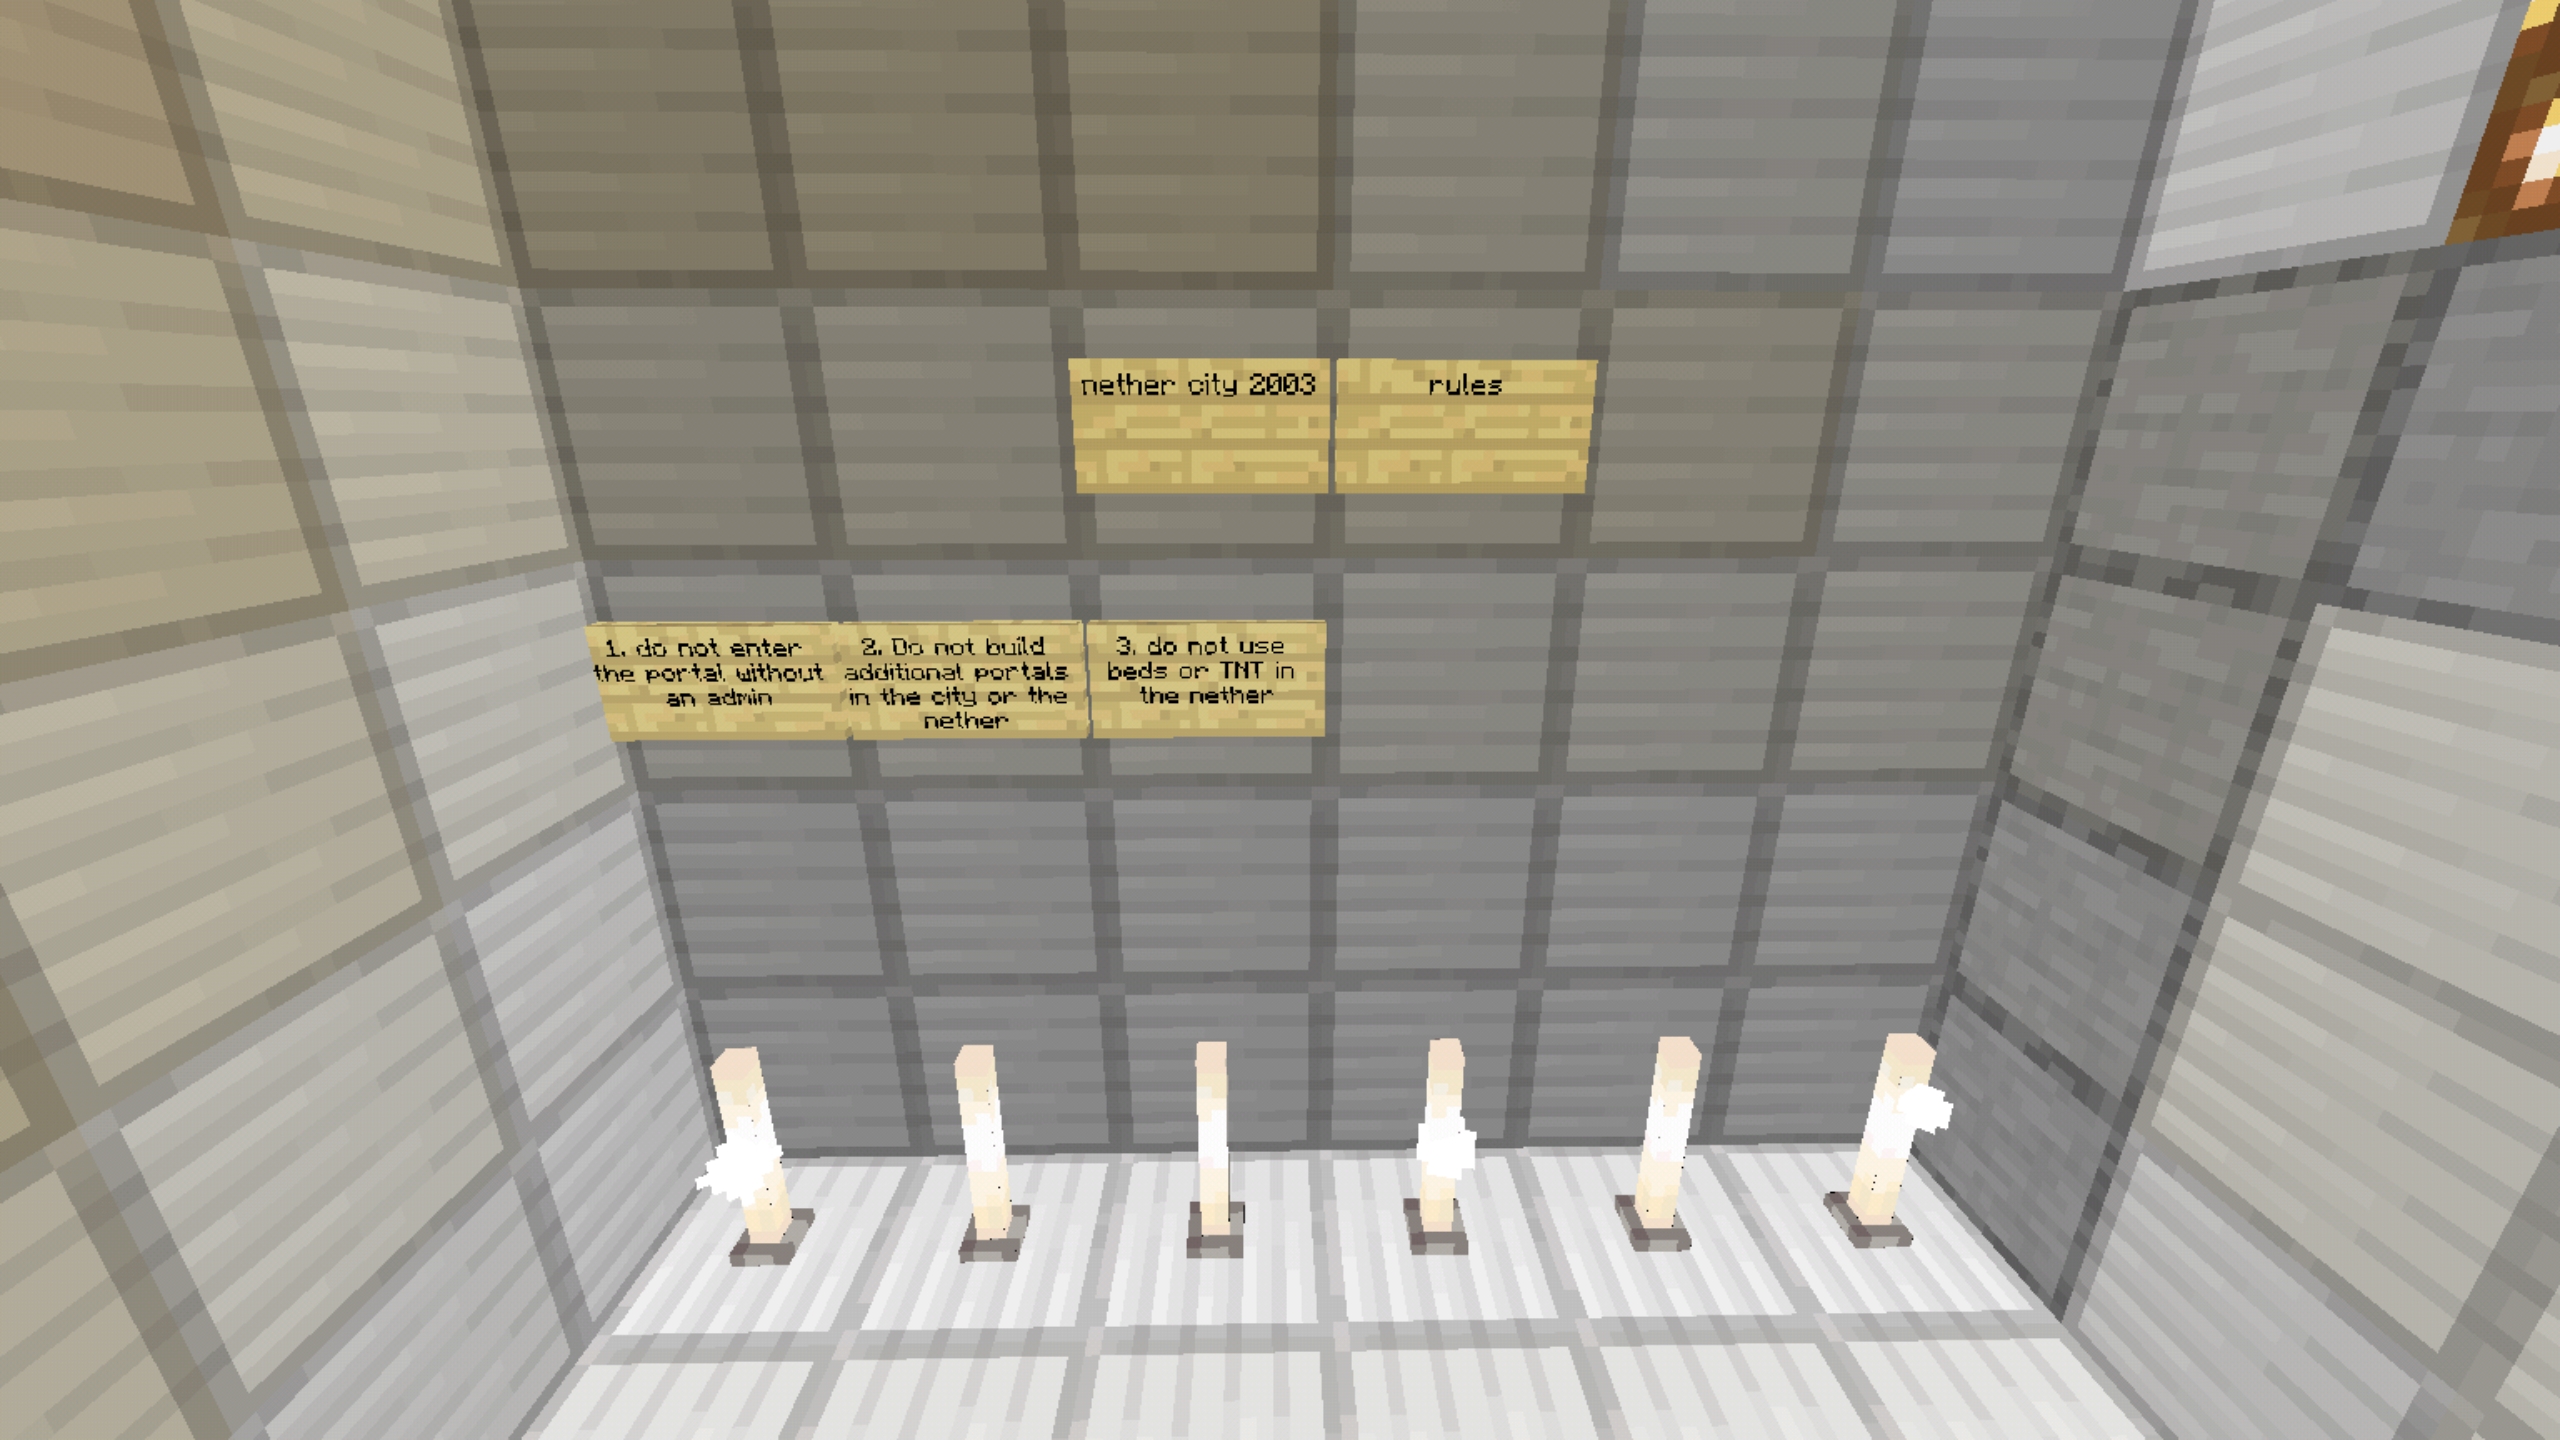 nether city 2003
rules
1. do not enter
the portal without
an admin
2. Do not build
additional portals
in the city or the
nether
3. do not use
beds or TNT in
the nether